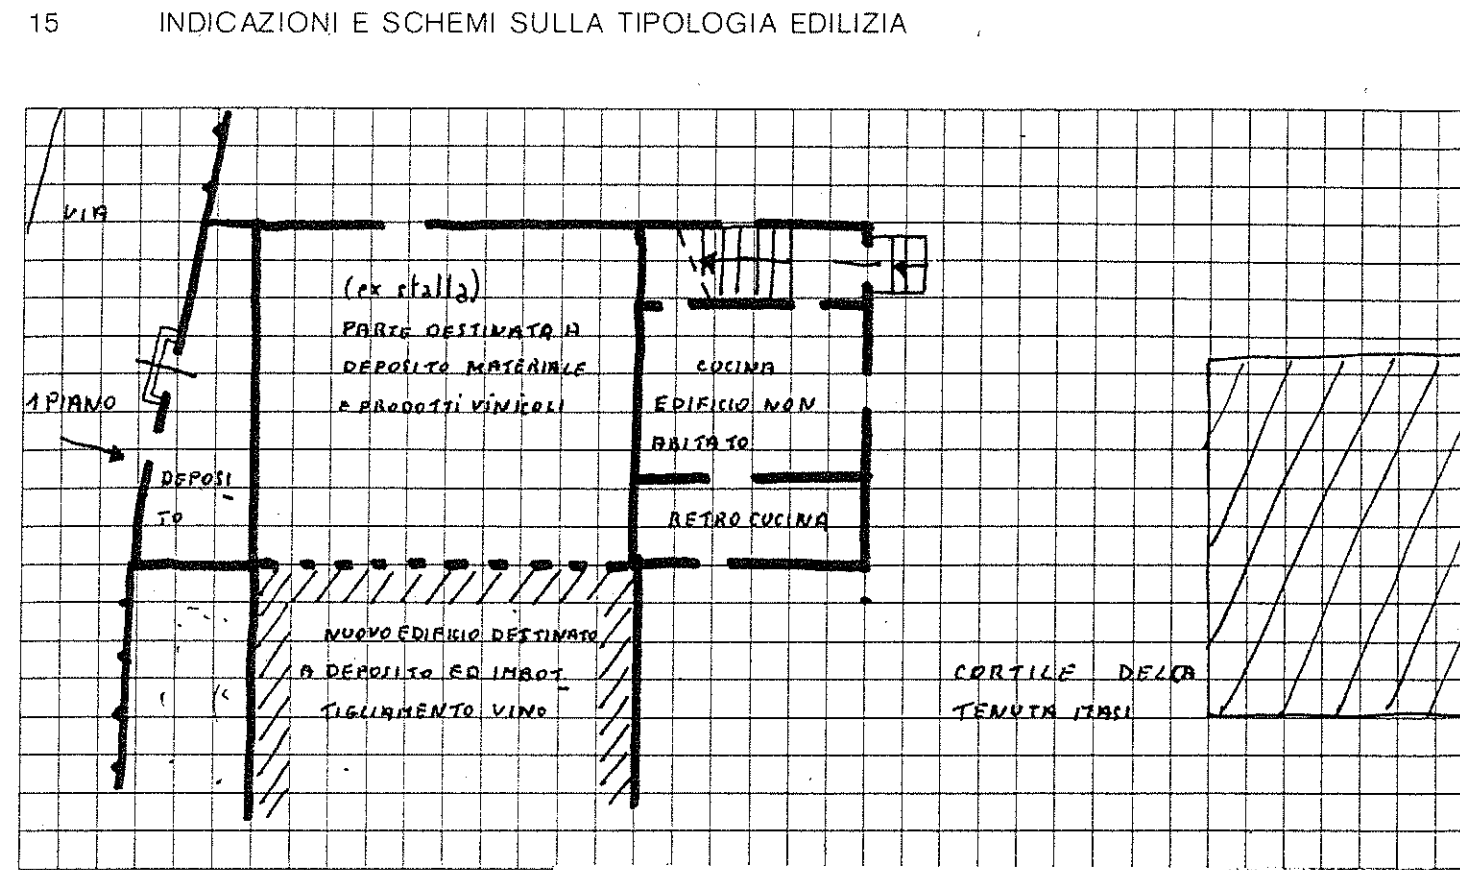 15 INDICAZIONI E SCHEMI SULLA TIPOLOGIA EDILIZIA
VIA
(ex stalla)
PARTE DESTINATA A
DEPOSITO MATERIALE
E PRODOTTI VINICOLI
1 PIANO
CUCINA
EDIFICIO NON
ABITATO
DEPOSI
TO
RETRO CUCINA
NUOVO EDIFICIO DESTINATO
A DEPOSITO ED IMBOT
TIGLIAMENTO VINO
CORTILE DELLA
TENUTA MASI